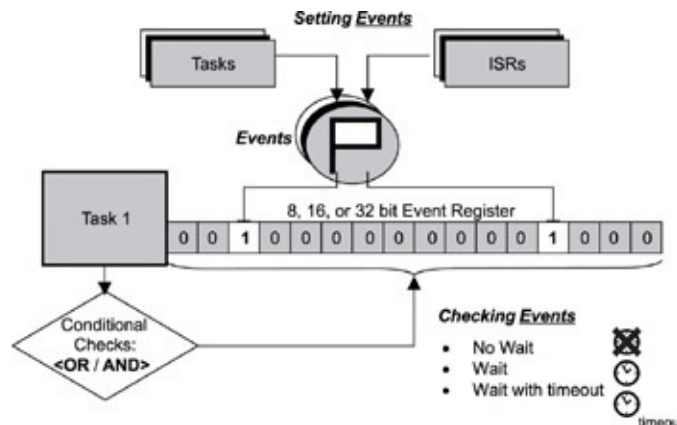 Setting Events
Tasks
ISRs
Events
Task 1
8, 16, or 32 bit Event Register
0 0 1 0 0 0 0 0 0 0 0 0 1 0 0 0
Conditional
Checks:
<OR / AND>
Checking Events
• No Wait
• Wait
• Wait with timeout
timeou